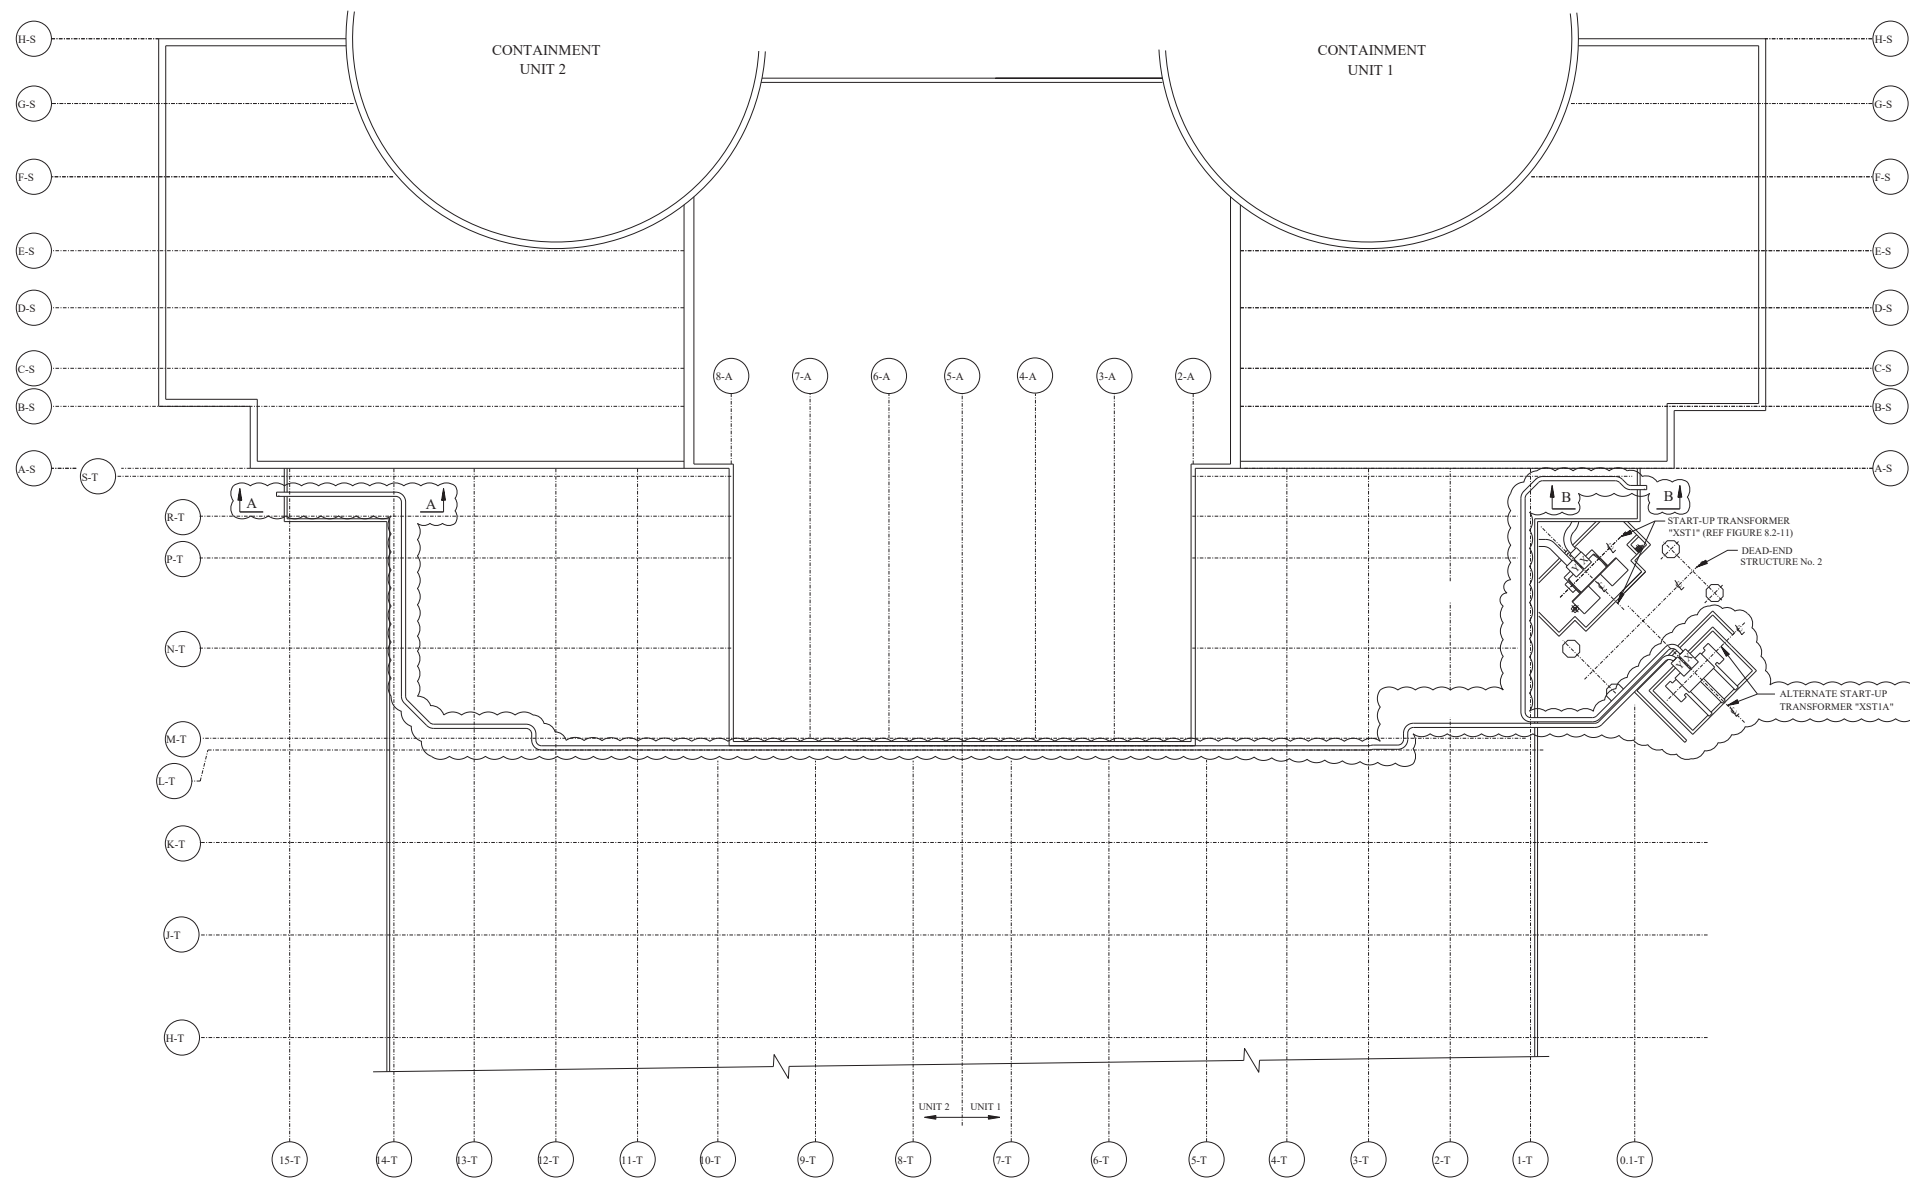 H-S
H-S
CONTAINMENT
UNIT 2
CONTAINMENT
UNIT 1
G-S
G-S
F-S
F-S
E-S
E-S
D-S
D-S
C-S
C-S
8-A
7-A
6-A
5-A
4-A
3-A
2-A
B-S
B-S
A-S
A-S
S-T
A
A
B
B
R-T
START-UP TRANSFORMER
"XST1" (REF FIGURE 8.2-11)
P-T
DEAD-END
STRUCTURE No. 2
Y
X
N-T
Y
X
ALTERNATE START-UP
TRANSFORMER "XST1A"
M-T
L-T
K-T
J-T
H-T
UNIT 2
UNIT 1
15-T
14-T
13-T
12-T
11-T
10-T
9-T
8-T
7-T
6-T
5-T
4-T
3-T
2-T
1-T
0.1-T